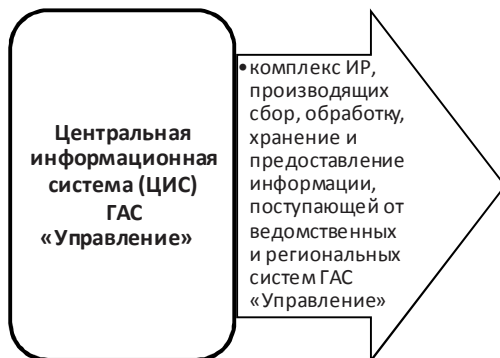 Центральная
информационная
система (ЦИС)
ГАС
«Управление»
•комплекс ИР,
производящих
сбор, обработку,
хранение и
предоставление
информации,
поступающей от
ведомственных
и региональных
систем ГАС
«Управление»